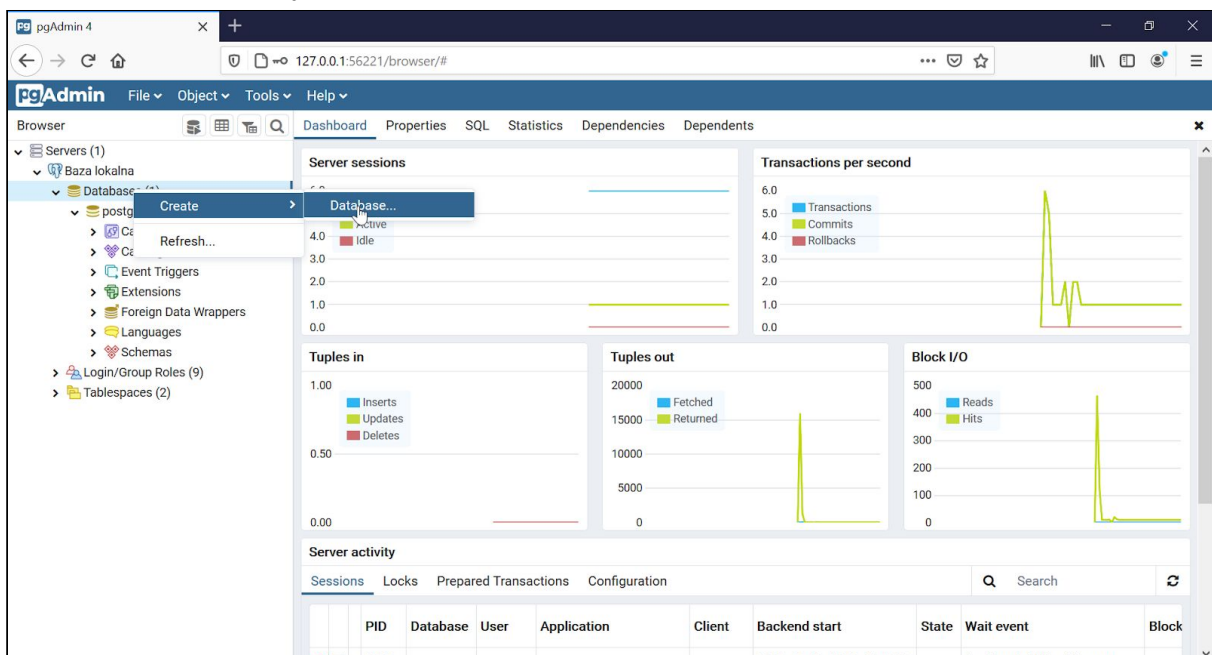 pgAdmin 4
127.0.0.1:56221/browser/#
pgAdmin File Object Tools Help
Browser
Dashboard Properties SQL Statistics Dependencies Dependents
Servers (1)
Baza lokalna
Databases (1)
postg
Ca
Ca
Event Triggers
Extensions
Foreign Data Wrappers
Languages
Schemas
Login/Group Roles (9)
Tablespaces (2)
Create
Database...
Refresh...
Server sessions
Active
Idle
4.0
3.0
2.0
1.0
0.0
Transactions per second
6.0
5.0
4.0
3.0
2.0
1.0
0.0
Transactions
Commits
Rollbacks
Tuples in
1.00
0.50
0.00
Inserts
Updates
Deletes
Tuples out
20000
15000
10000
5000
0
Fetched
Returned
Block I/O
500
400
300
200
100
0
Reads
Hits
Server activity
Sessions Locks Prepared Transactions Configuration
Search
PID Database User Application Client Backend start State Wait event Block